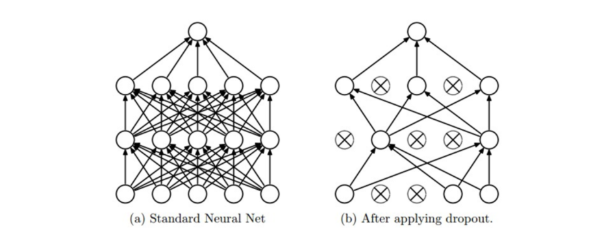 (a) Standard Neural Net
(b) After applying dropout.